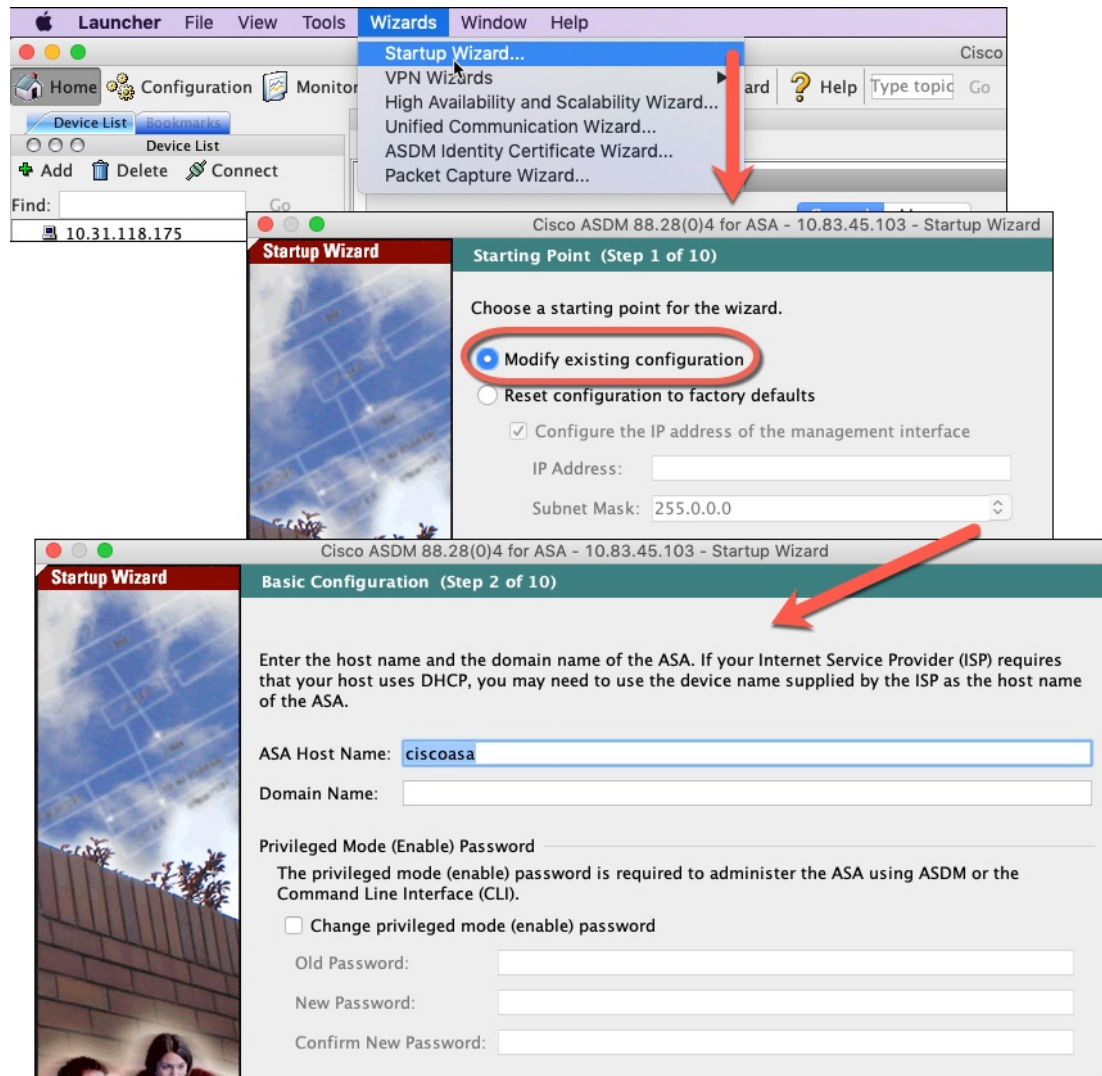 Launcher File View Tools Wizards Window Help
Startup Wizard...
VPN Wizards
High Availability and Scalability Wizard...
Unified Communication Wizard...
ASDM Identity Certificate Wizard...
Packet Capture Wizard...
Cisco
Home Configuration Monitor ard Help Type topic Go
Device List Bookmarks
Device List
Add Delete Connect
Find: Go
10.31.118.175
Cisco ASDM 88.28(0)4 for ASA - 10.83.45.103 - Startup Wizard
Startup Wizard
Starting Point (Step 1 of 10)
Choose a starting point for the wizard.
Modify existing configuration
Reset configuration to factory defaults
Configure the IP address of the management interface
IP Address:
Subnet Mask: 255.0.0.0
Cisco ASDM 88.28(0)4 for ASA - 10.83.45.103 - Startup Wizard
Startup Wizard
Basic Configuration (Step 2 of 10)
Enter the host name and the domain name of the ASA. If your Internet Service Provider (ISP) requires
that your host uses DHCP, you may need to use the device name supplied by the ISP as the host name
of the ASA.
ASA Host Name: ciscoasa
Domain Name:
Privileged Mode (Enable) Password
The privileged mode (enable) password is required to administer the ASA using ASDM or the
Command Line Interface (CLI).
Change privileged mode (enable) password
Old Password:
New Password:
Confirm New Password: